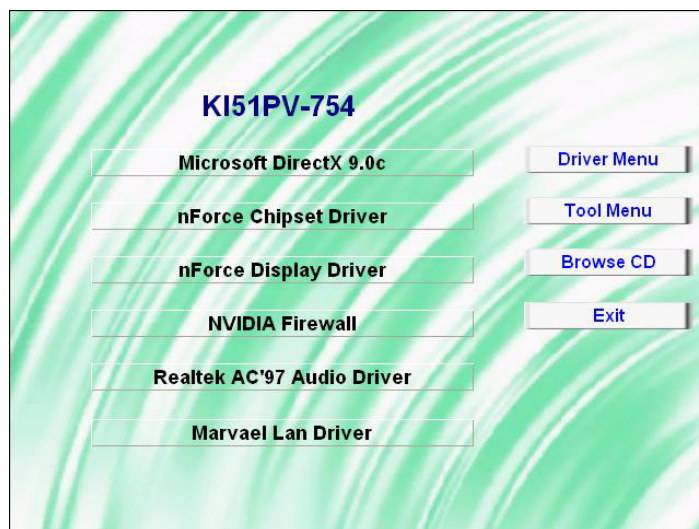 KI51PV-754
Microsoft DirectX 9.0c
nForce Chipset Driver
nForce Display Driver
NVIDIA Firewall
Realtek AC'97 Audio Driver
Marvael Lan Driver
Driver Menu
Tool Menu
Browse CD
Exit